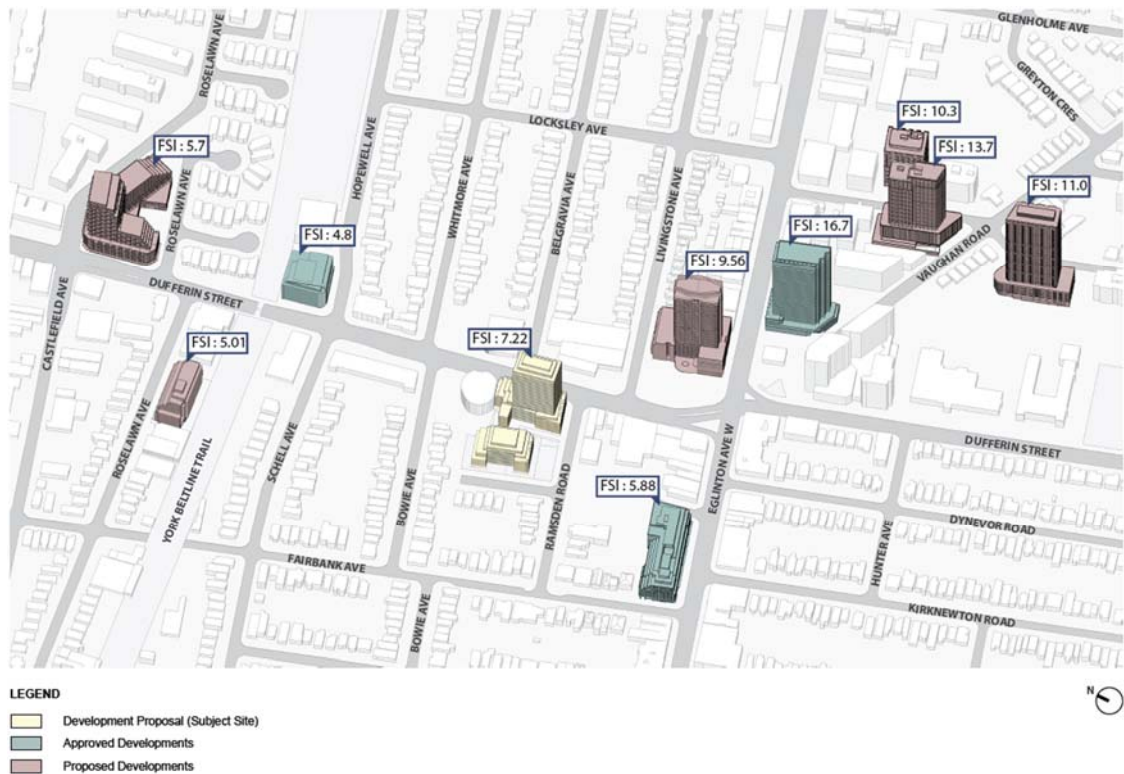 GLENHOLME AVE
GREYTON CRES
ROSELAWN AVE
FSI : 10.3
LOCKSLEY AVE
FSI : 5.7
FSI : 13.7
HOPEWELL AVE
FSI : 11.0
ROSELAWN AVE
WHITMORE AVE
BELGRAVIA AVE
LIVINGSTONE AVE
FSI : 4.8
FSI : 16.7
VAUGHAN ROAD
FSI : 9.56
DUFFERIN STREET
CASTLEFIELD AVE
FSI : 5.01
FSI : 7.22
ROSELAWN AVE
SCHELL AVE
DUFFERIN STREET
YORK BELTLINE TRAIL
BOWIE AVE
RAMSDEN ROAD
EGLINTON AVE W
FSI : 5.88
DYNEVOR ROAD
HUNTER AVE
FAIRBANK AVE
BOWIE AVE
KIRKNEWTON ROAD
LEGEND
N
Development Proposal (Subject Site)
Approved Developments
Proposed Developments